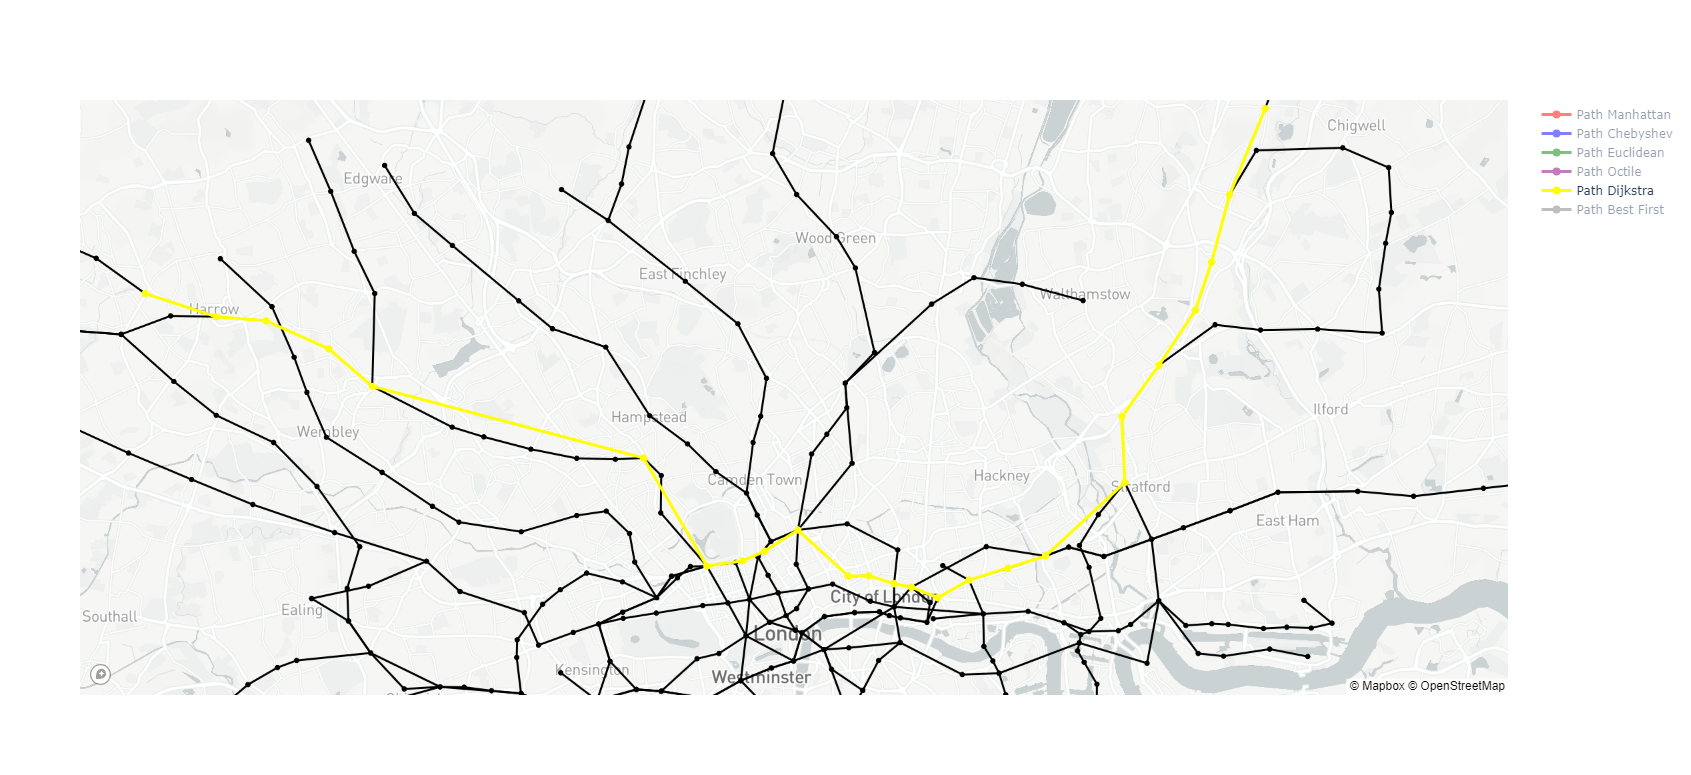 Chigwell
Edgware
Wood Green
East Finchley
Walthamstow
Harrow
Hampstead
Ilford
Wembley
Camden Town
Hackney
Stratford
East Ham
City of London
Ealing
Southall
London
Kensington
Westminster
© Mapbox © OpenStreetMap
Path Manhattan
Path Chebyshev
Path Euclidean
Path Octile
Path Dijkstra
Path Best First